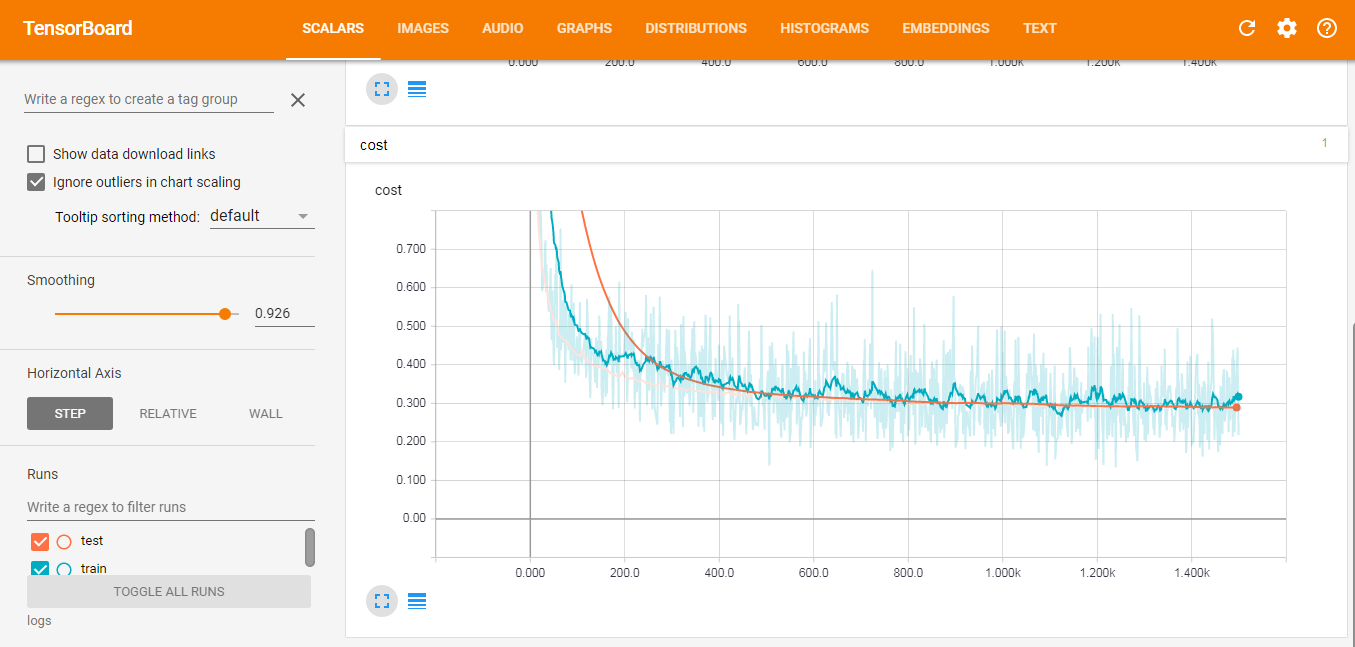 TensorBoard
SCALARS IMAGES AUDIO GRAPHS DISTRIBUTIONS HISTOGRAMS EMBEDDINGS TEXT
0.000 200.0 400.0 600.0 800.0 1.000k 1.200k 1.400k
Write a regex to create a tag group
Show data download links
Ignore outliers in chart scaling
Tooltip sorting method: default
Smoothing
0.926
Horizontal Axis
STEP RELATIVE WALL
Runs
Write a regex to filter runs
test
train
TOGGLE ALL RUNS
logs
cost 1
cost
0.700
0.600
0.500
0.400
0.300
0.200
0.100
0.00
0.000 200.0 400.0 600.0 800.0 1.000k 1.200k 1.400k